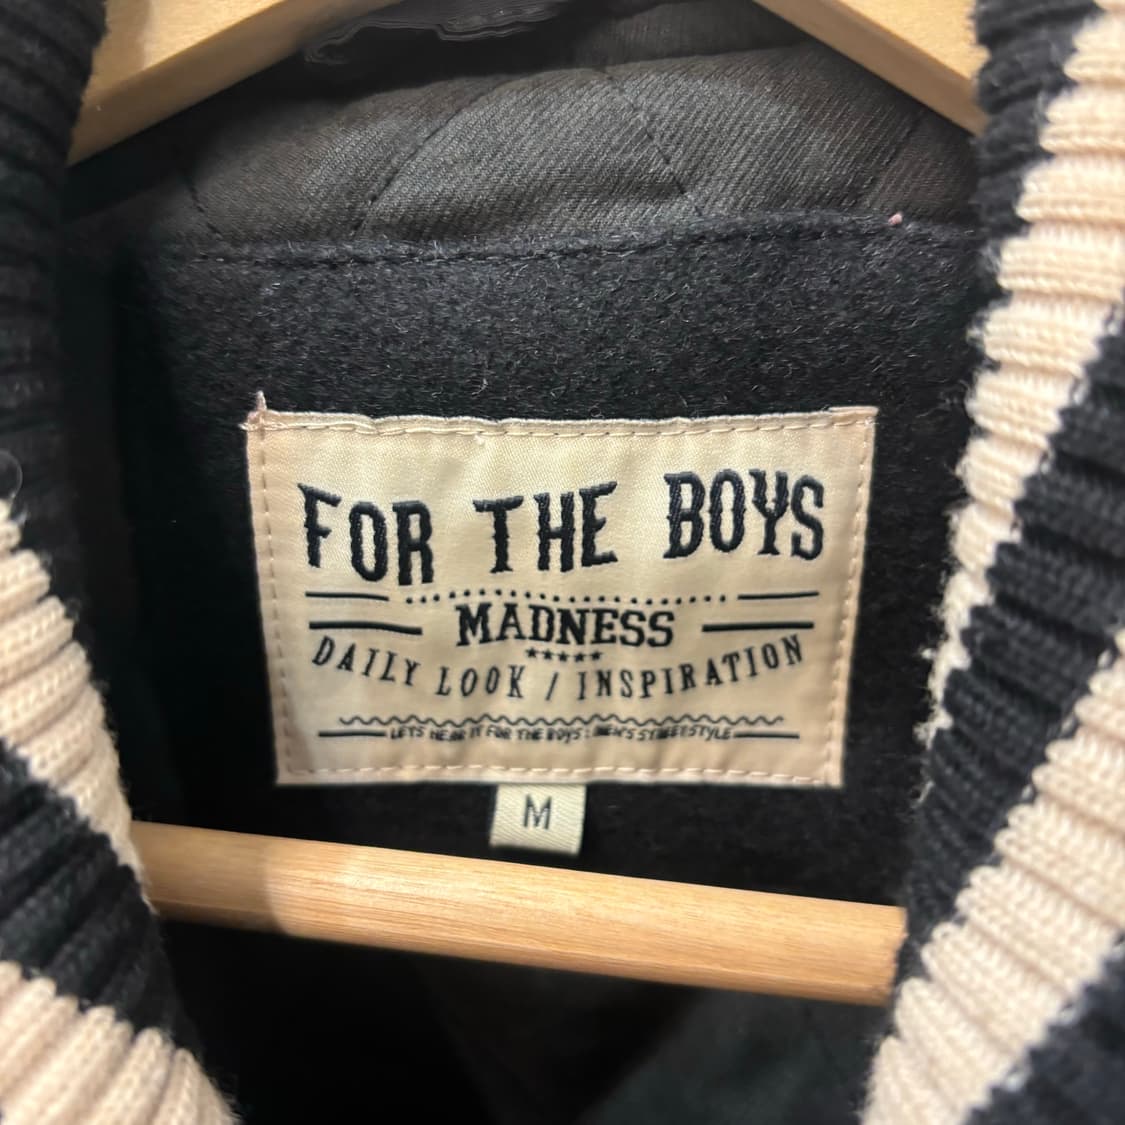 FOR THE BOYS
MADNESS
DAILY LOOK / INSPIRATION
LETS HEAR IT FOR THE BOYS : MEN'S STREETSTYLE
M